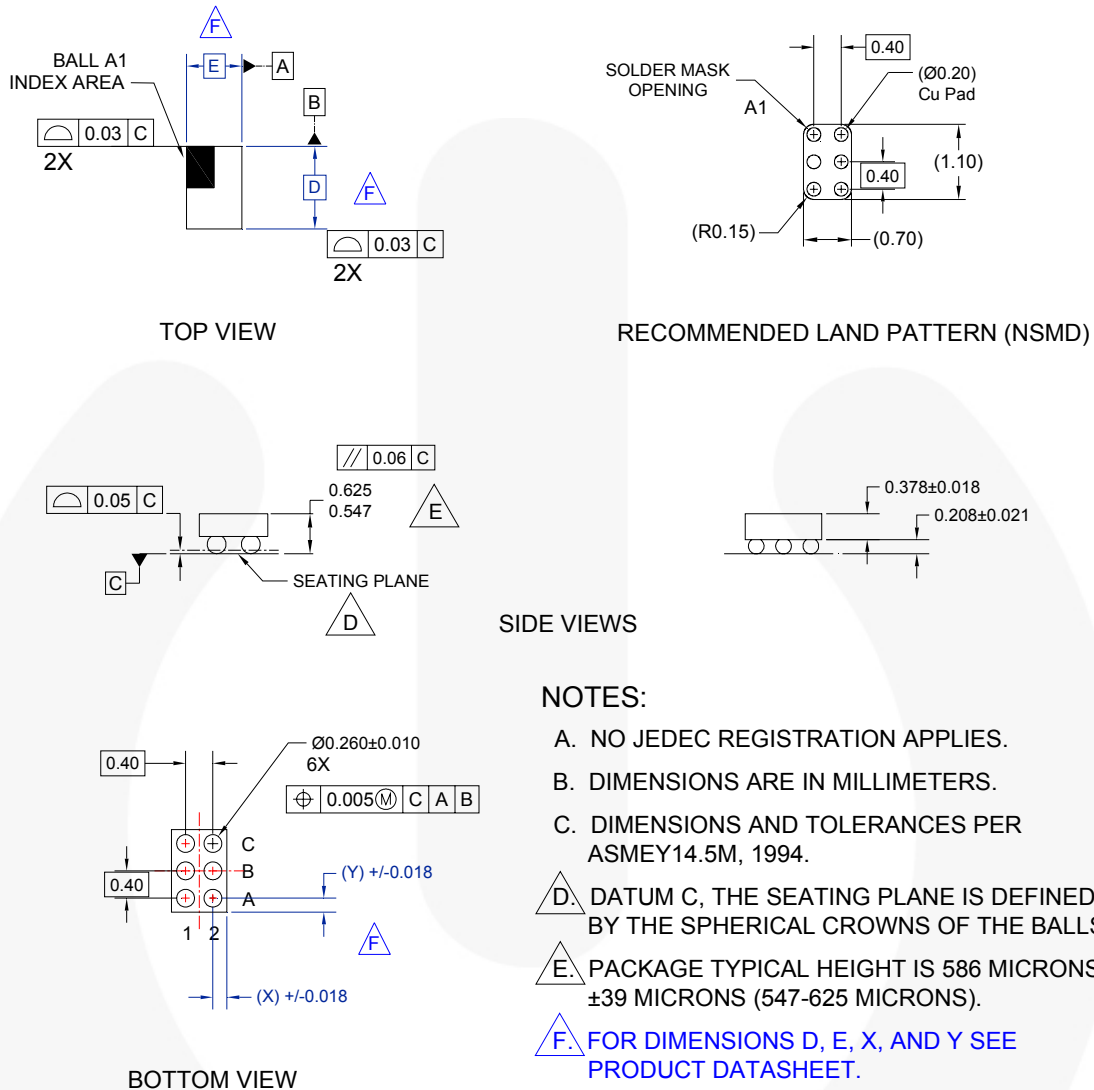 F
BALL A1
INDEX AREA
E
A
B
0.03 C
2X
D
F
0.03 C
2X
TOP VIEW
0.40
SOLDER MASK
OPENING
A1
(Ø0.20)
Cu Pad
(1.10)
0.40
(R0.15)
(0.70)
RECOMMENDED LAND PATTERN (NSMD)
// 0.06 C
0.05 C
0.625
0.547
E
C
SEATING PLANE
D
0.378±0.018
0.208±0.021
SIDE VIEWS
Ø0.260±0.010
6X
0.40
0.005Ⓜ C A B
C
B
A
0.40
1 2
(Y) +/-0.018
F
(X) +/-0.018
BOTTOM VIEW
NOTES:
A. NO JEDEC REGISTRATION APPLIES.
B. DIMENSIONS ARE IN MILLIMETERS.
C. DIMENSIONS AND TOLERANCES PER
ASMEY14.5M, 1994.
D. DATUM C, THE SEATING PLANE IS DEFINED
BY THE SPHERICAL CROWNS OF THE BALLS
E. PACKAGE TYPICAL HEIGHT IS 586 MICRONS
±39 MICRONS (547-625 MICRONS).
F. FOR DIMENSIONS D, E, X, AND Y SEE
PRODUCT DATASHEET.